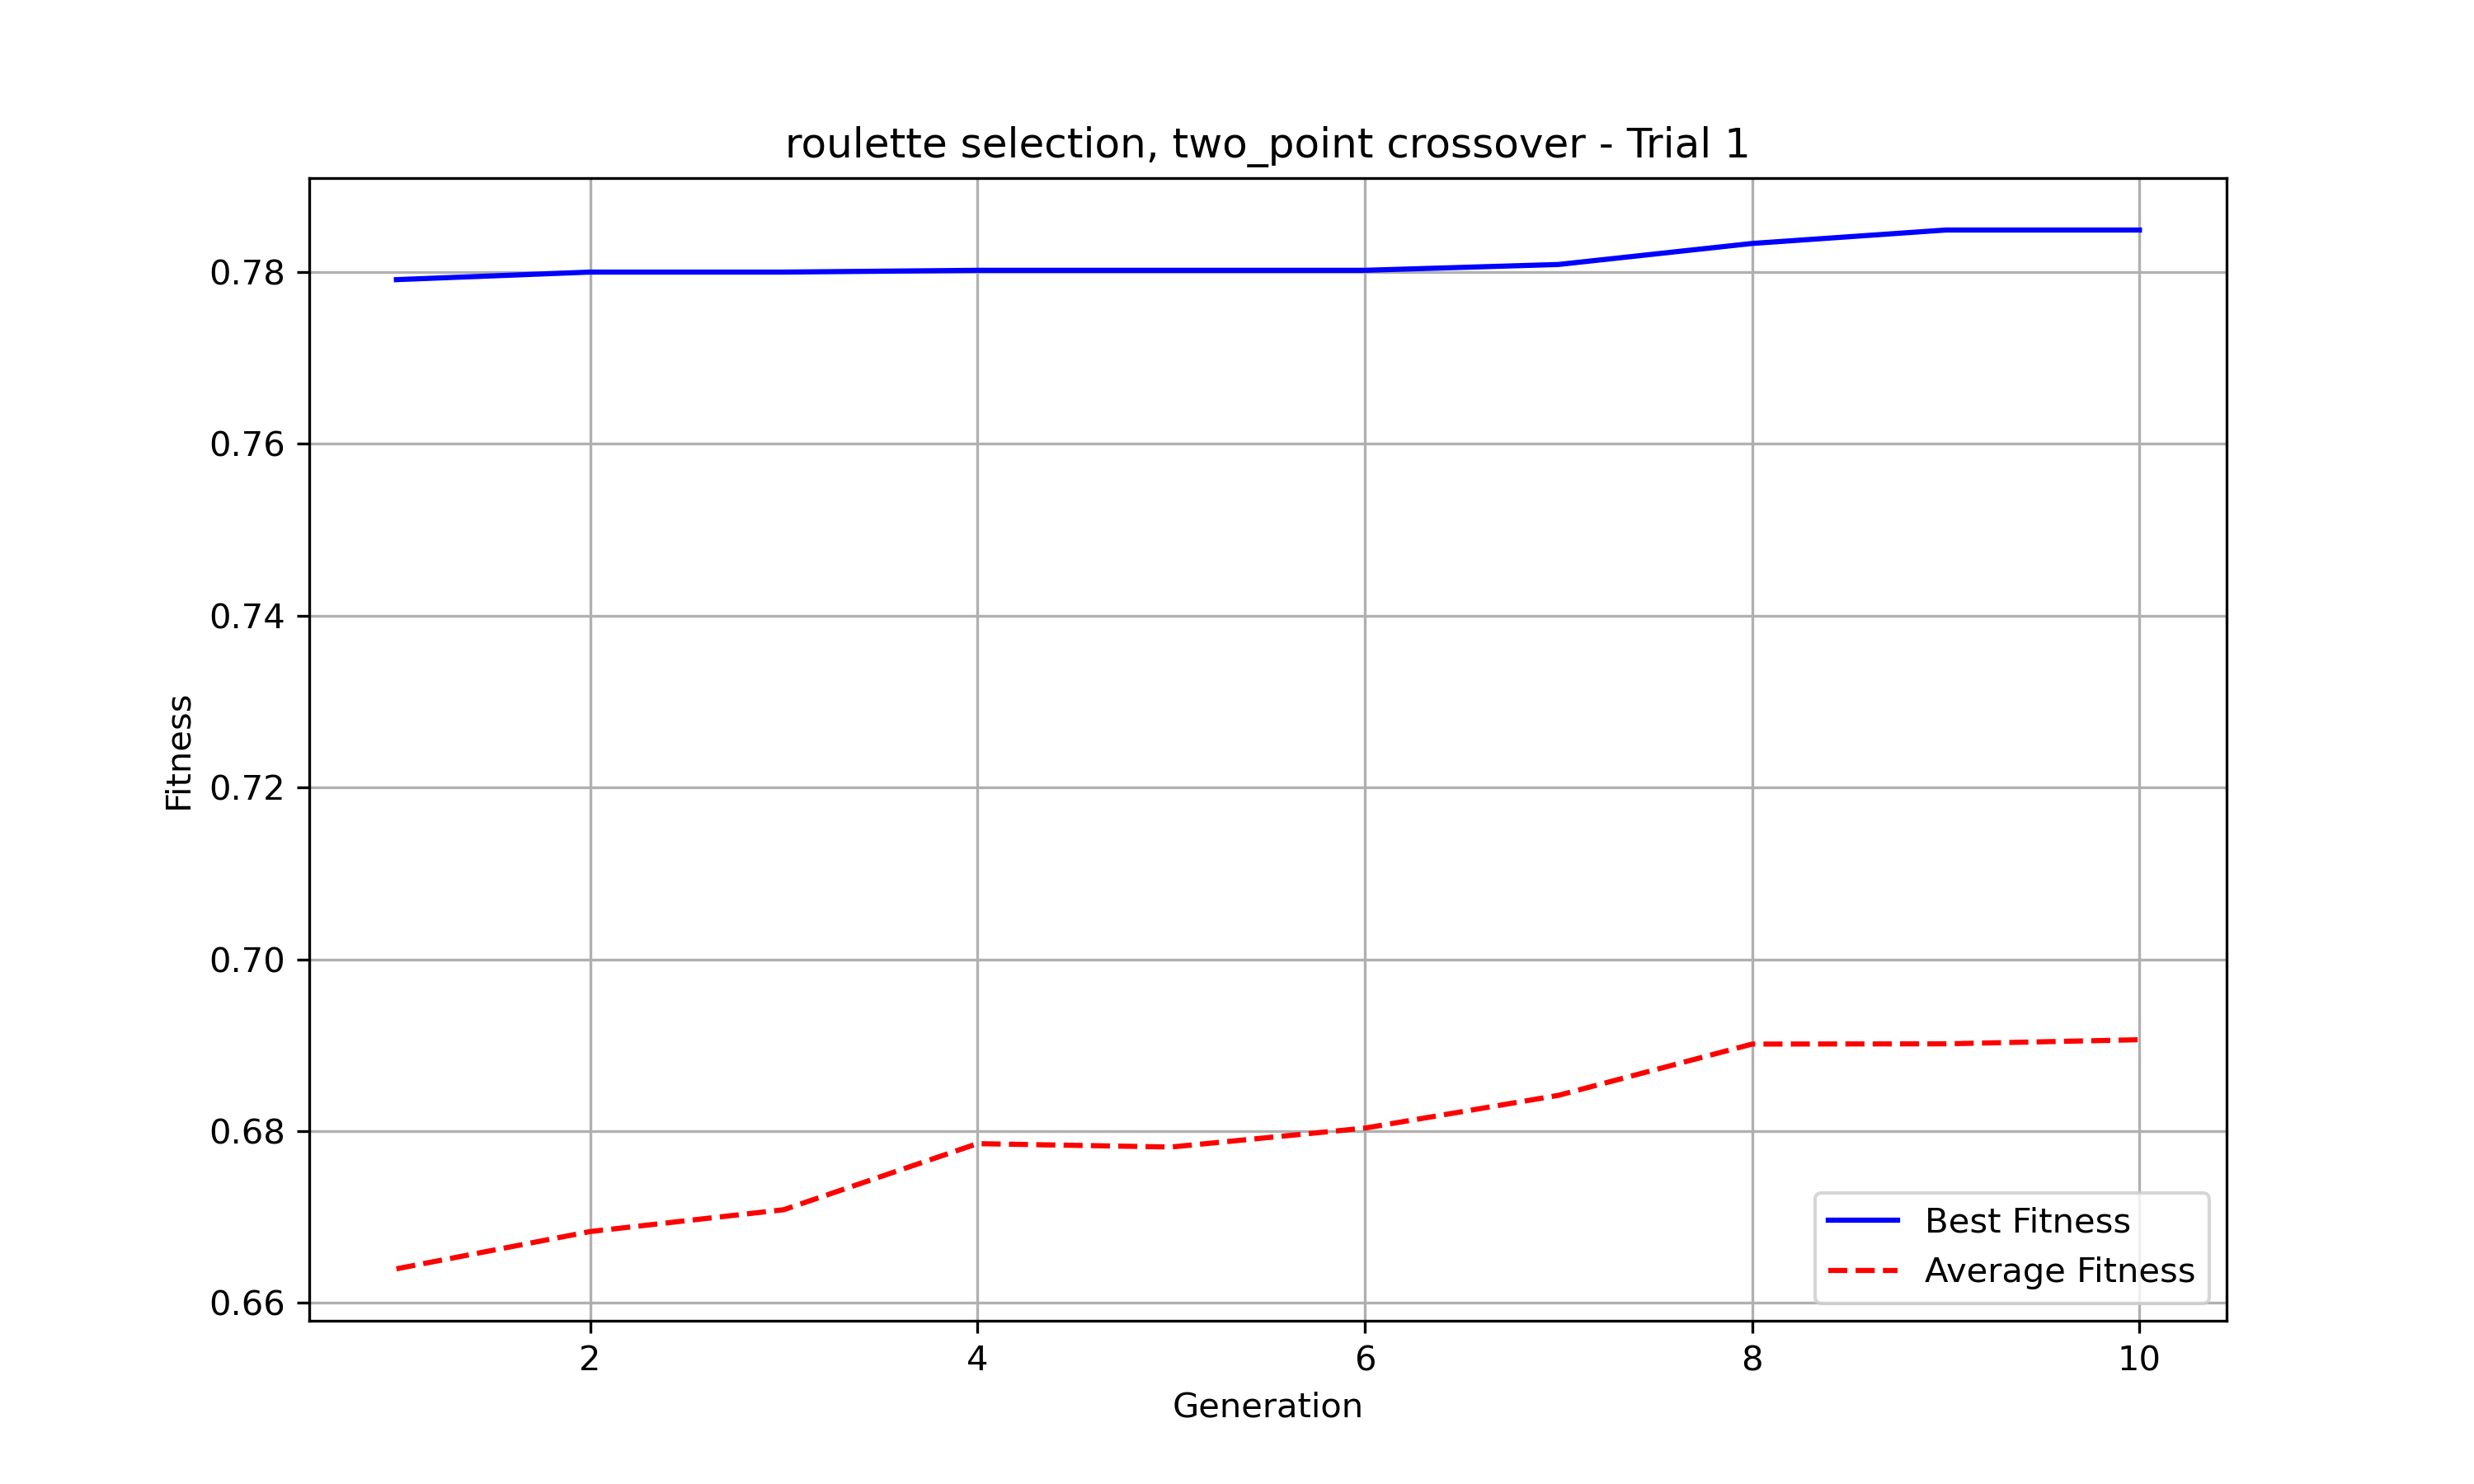 roulette selection, two_point crossover - Trial 1
0.78
0.76
0.74
0.72
0.70
0.68
0.66
Fitness
2 4 6 8 10
Generation
Best Fitness
Average Fitness